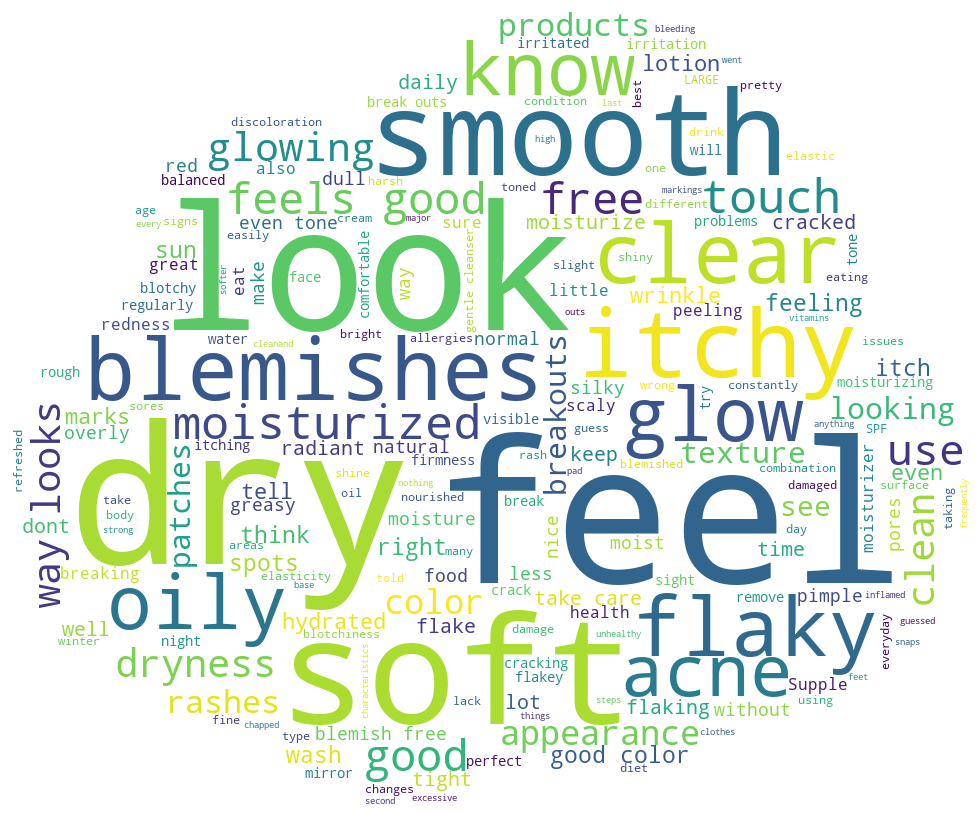 products
bleeding
irritated
irritation
know
lotion
went
daily
LARGE
pretty
best
break outs
condition
last
smooth
discoloration
high
drink
glowing
will
elastic
red
also
dull
harsh
one
balanced
toned
markings
feels good
free
touch
different
age
every
signs
even tone
cream
major
sure
moisturize
problems
cracked
easily
look
clear
tone
sun
great
softer
eat
make
face
comfortable
way
gentle cleanser
slight
shiny
feeling
eating
blotchy
regularly
little
wrinkle
peeling
itchy
outs
vitamins
redness
water
cleanand
bright
allergies
normal
issues
blemishes
breakouts
rough
sores
silky
wrong
try
constantly
itch
moisturizing
scaly
glow
looking
anything
SPF
marks
overly
moisturized
visible
guess
refreshed
way looks
itching
radiant
natural
firmness
rash
keep
blemished
texture
combination
use
even
dry
feel
tell
greasy
shine
oil
nothing
nourished
pad
damaged
surface
moisturizer
pores
clean
taking
frequently
take
body
strong
patches
dont
areas
spots
think
moisture
break
nice
moist
see
day
time
right
many
breaking
elasticity
base
told
food
less
crack
sight
oily
hydrated
color
flake
take care
health
remove
pimple
inflamed
flaky
guessed
well
winter
night
blotchiness
damage
unhealthy
everyday
snaps
dryness
soft
characteristics
cracking
flakey
acne
feet
Supple
rashes
lack
lot
things
steps
flaking
without
using
fine
chapped
type
blemish free
appearance
clothes
wash
good
perfect
good color
mirror
tight
diet
changes
second
excessive